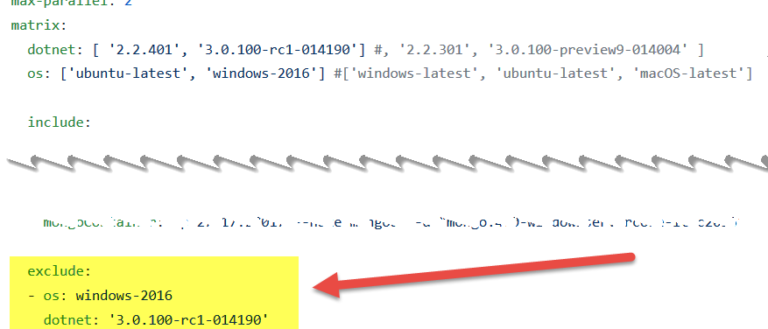 max-parallel: 2
matrix:
dotnet: [ '2.2.401', '3.0.100-rc1-014190'] #, '2.2.301', '3.0.100-preview9-014004' ]
os: ['ubuntu-latest', 'windows-2016'] #['windows-latest', 'ubuntu-latest', 'macOS-latest']
include:
exclude:
- os: windows-2016
dotnet: '3.0.100-rc1-014190'